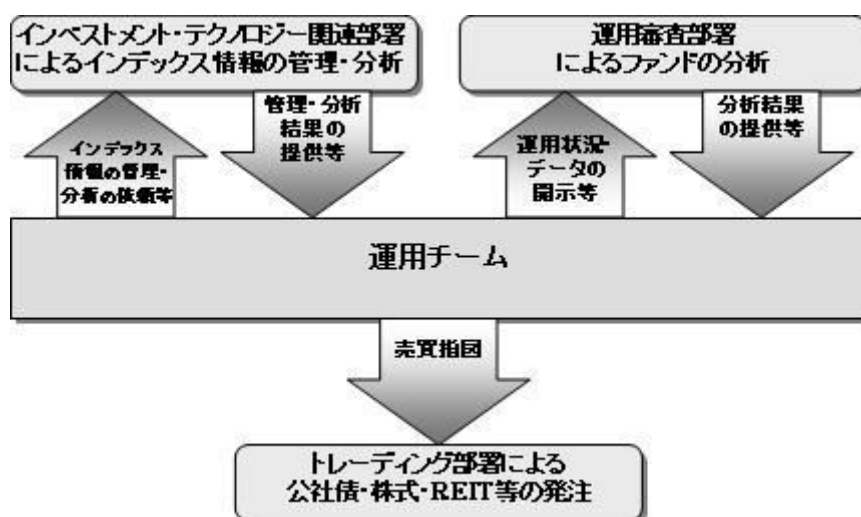 インベストメント・テクノロジー関連部署
によるインデックス情報の管理・分析
運用審査部署
によるファンドの分析
インデックス
情報の管理・
分析の依頼等
管理・分析
結果の
提供等
運用状況・
データの
開示等
分析結果
の提供等
運用チーム
売買指図
トレーディング部署による
公社債・株式・REIT等の発注